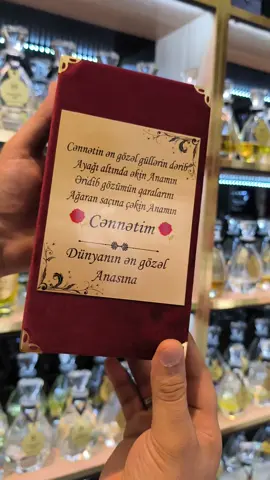 Cənnətin ən gözəl güllərin dərib
Ayağı altında əkin Anamın
Əridib gözümün qaralarını
Ağaran saçına çəkin Anamın
Cənnətim
Dünyanın ən gözəl
Anasına